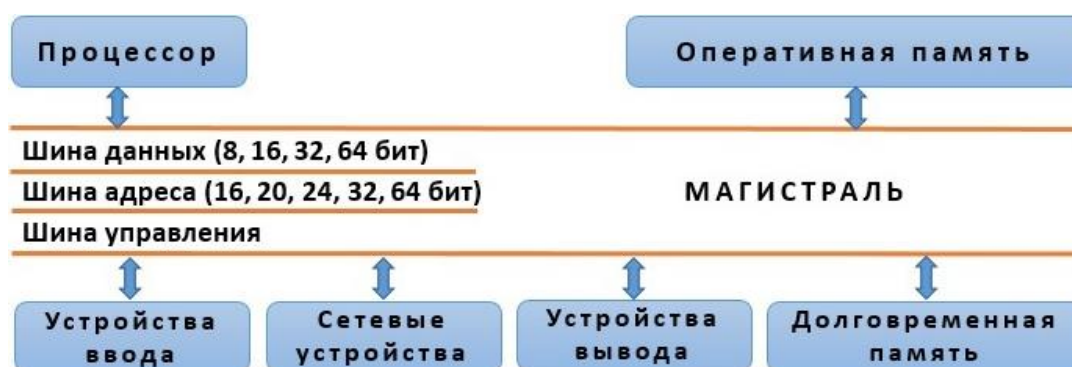 Процессор
Оперативная память
Шина данных (8, 16, 32, 64 бит)
Шина адреса (16, 20, 24, 32, 64 бит)
МАГИСТРАЛЬ
Шина управления
Устройства
ввода
Сетевые
устройства
Устройства
вывода
Долговременная
память